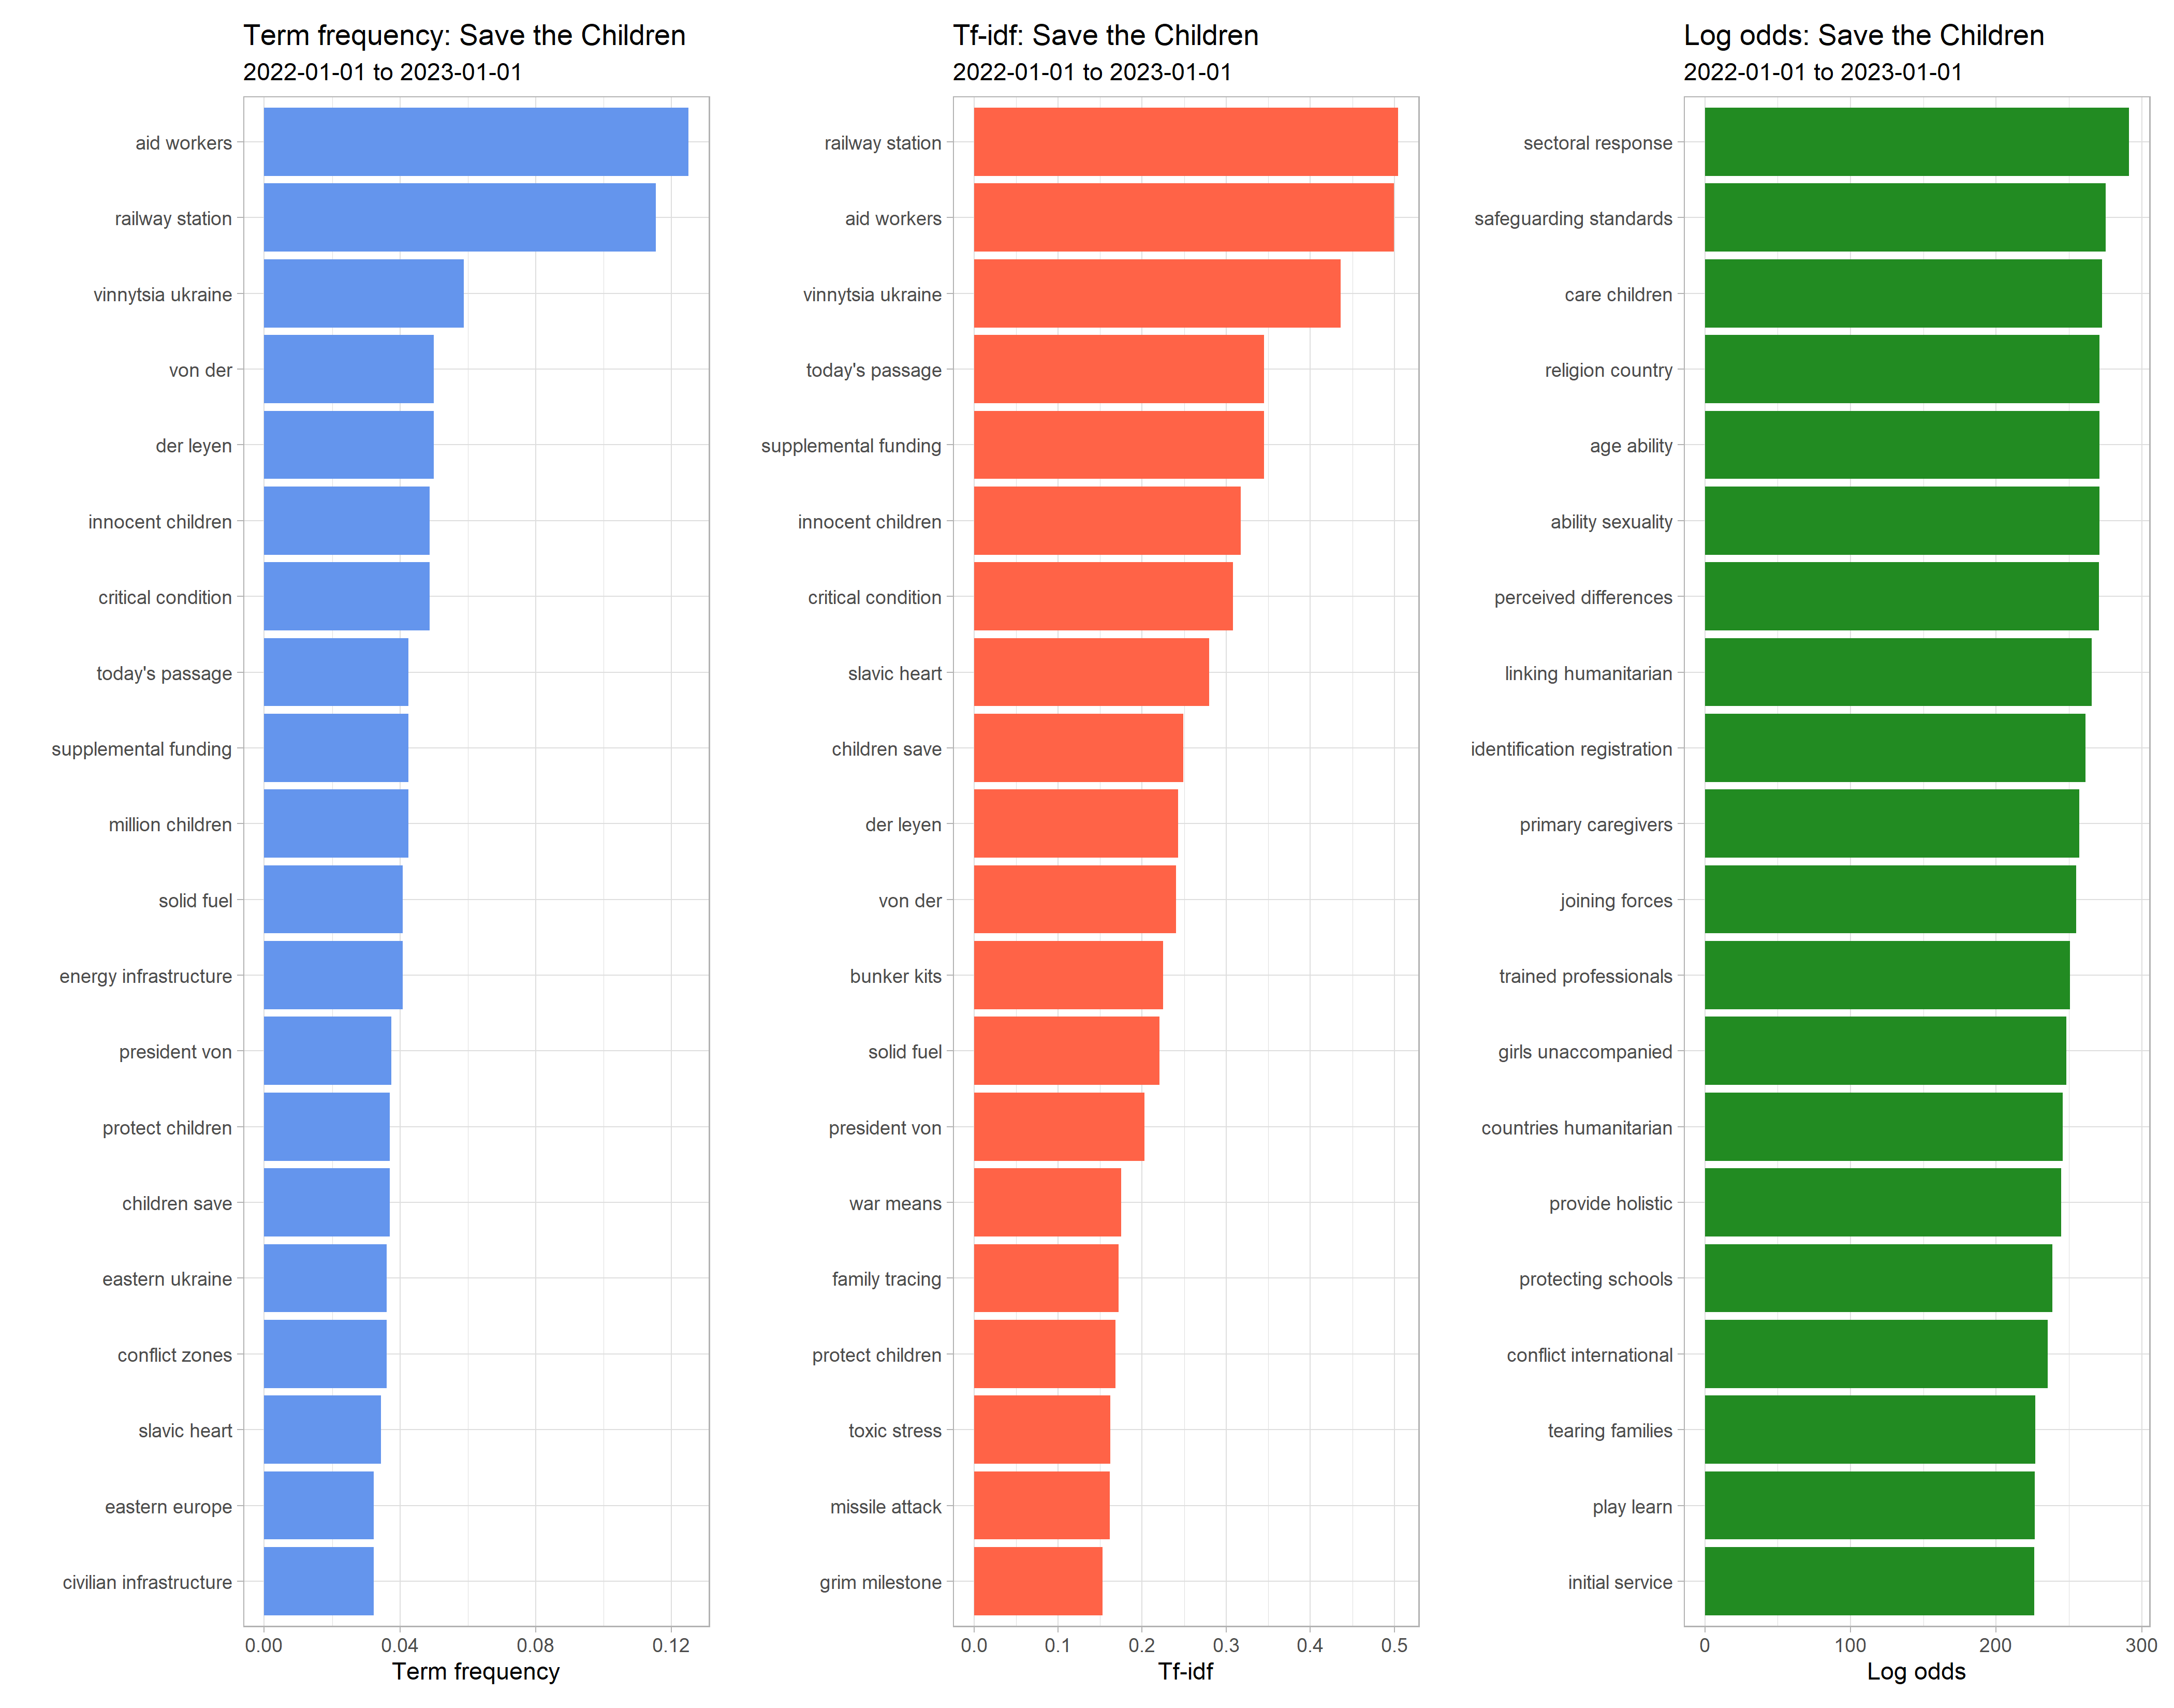 Term frequency: Save the Children
2022-01-01 to 2023-01-01
aid workers
railway station
vinnytsia ukraine
von der
der leyen
innocent children
critical condition
today's passage
supplemental funding
million children
solid fuel
energy infrastructure
president von
protect children
children save
eastern ukraine
conflict zones
slavic heart
eastern europe
civilian infrastructure
0.00 0.04 0.08 0.12
Term frequency
Tf-idf: Save the Children
2022-01-01 to 2023-01-01
railway station
aid workers
vinnytsia ukraine
today's passage
supplemental funding
innocent children
critical condition
slavic heart
children save
der leyen
von der
bunker kits
solid fuel
president von
war means
family tracing
protect children
toxic stress
missile attack
grim milestone
0.0 0.1 0.2 0.3 0.4 0.5
Tf-idf
Log odds: Save the Children
2022-01-01 to 2023-01-01
sectoral response
safeguarding standards
care children
religion country
age ability
ability sexuality
perceived differences
linking humanitarian
identification registration
primary caregivers
joining forces
trained professionals
girls unaccompanied
countries humanitarian
provide holistic
protecting schools
conflict international
tearing families
play learn
initial service
0 100 200 300
Log odds